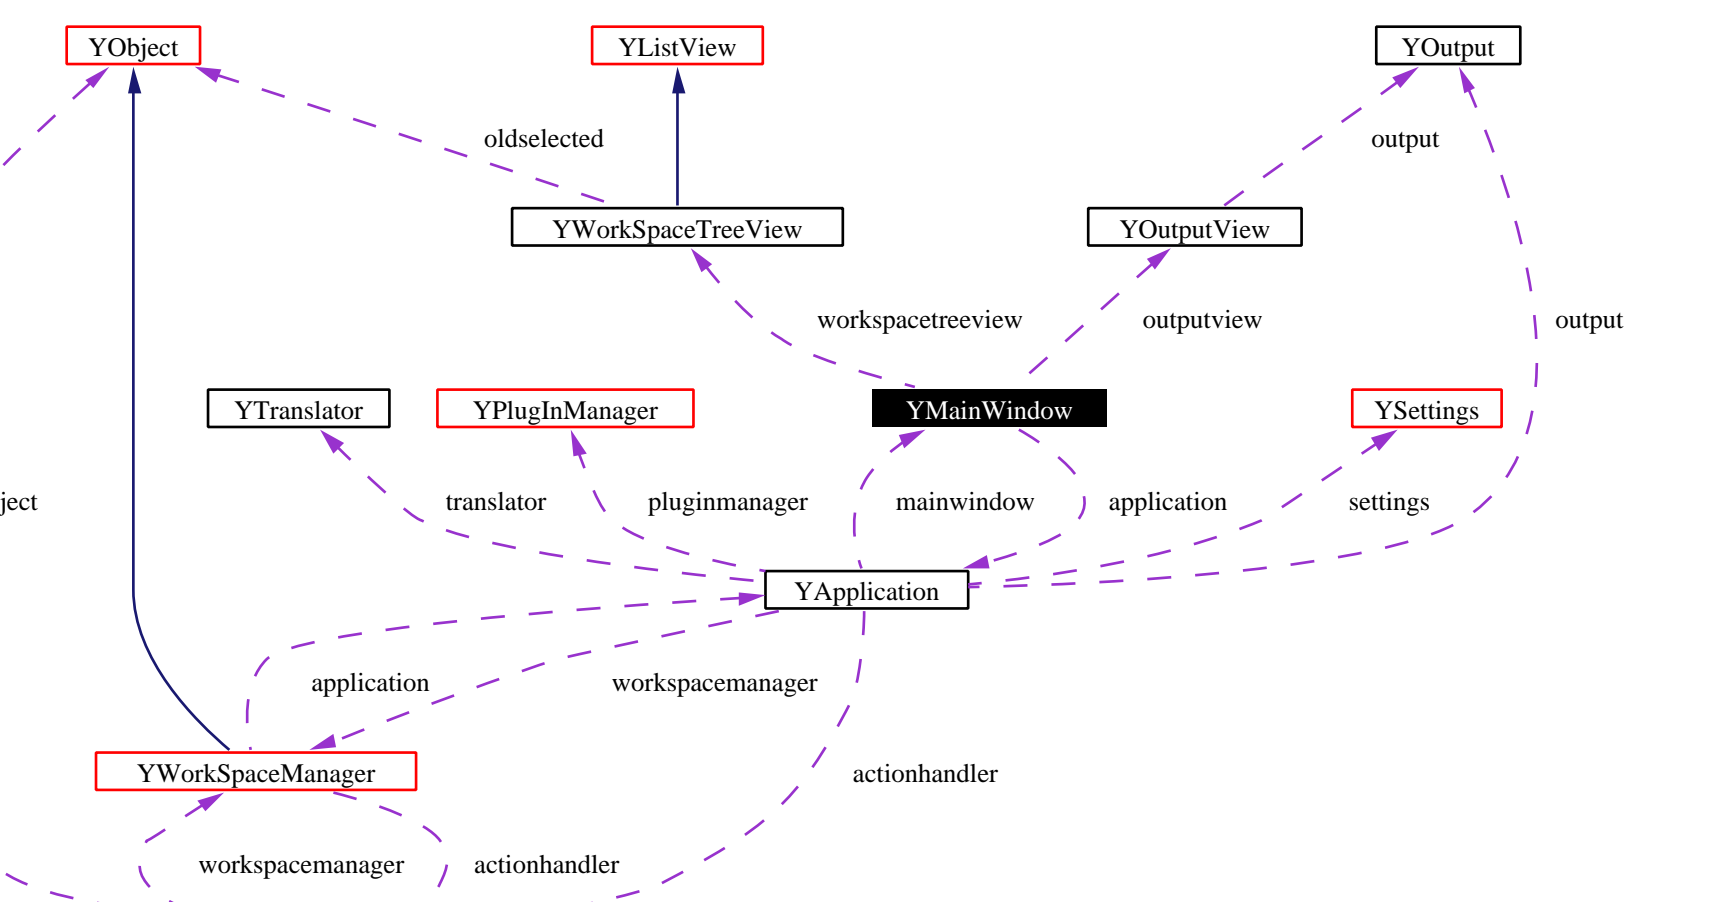 YObject
YListView
YOutput
oldselected
output
YWorkSpaceTreeView
YOutputView
workspacetreeview
outputview
output
YTranslator
YPlugInManager
YMainWindow
YSettings
ject
translator
pluginmanager
mainwindow
application
settings
YApplication
application
workspacemanager
YWorkSpaceManager
actionhandler
workspacemanager
actionhandler